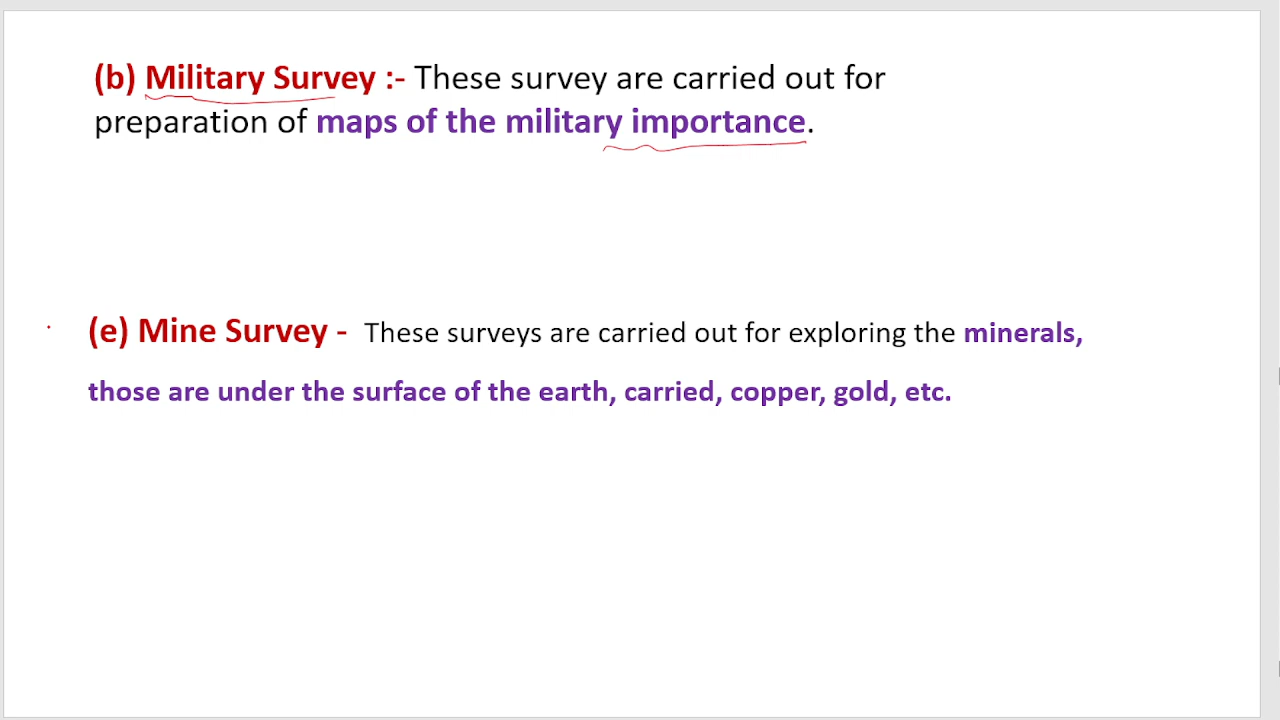 (b) Military Survey :- These survey are carried out for
preparation of maps of the military importance.
(e) Mine Survey - These surveys are carried out for exploring the minerals,
those are under the surface of the earth, carried, copper, gold, etc.